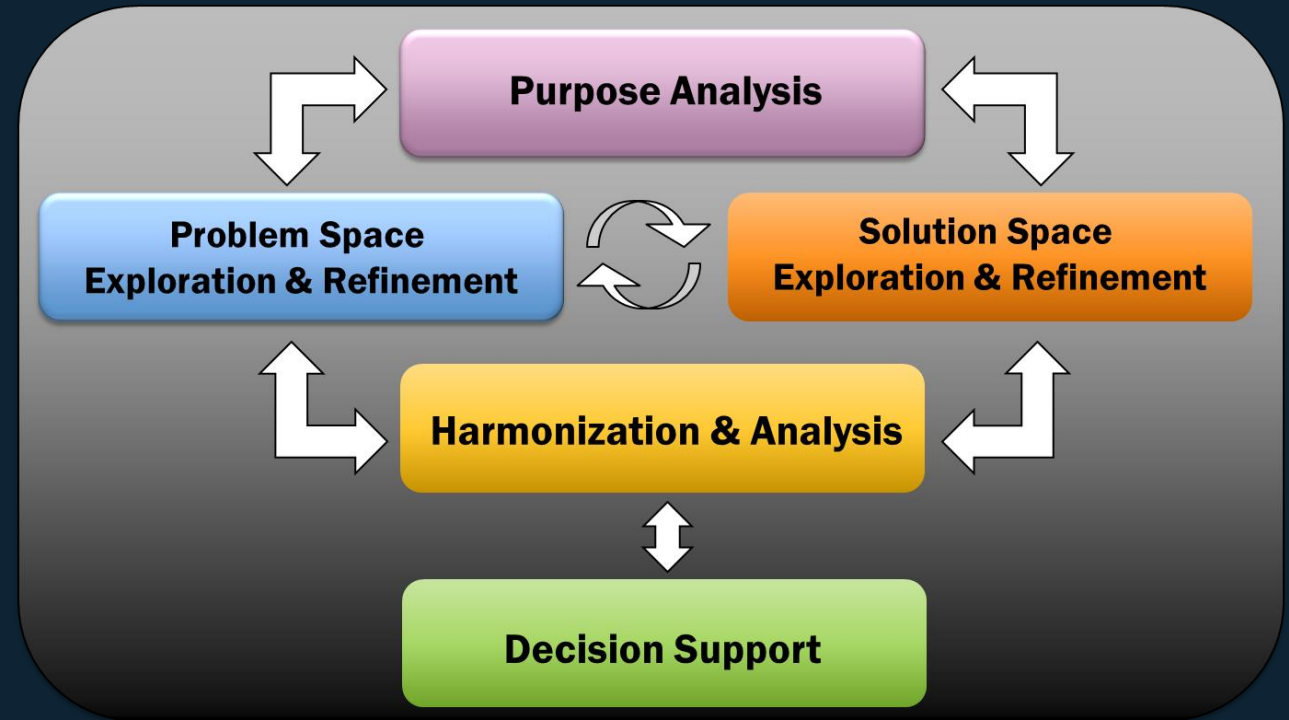 Purpose Analysis
Problem Space
Exploration & Refinement
Solution Space
Exploration & Refinement
Harmonization & Analysis
Decision Support